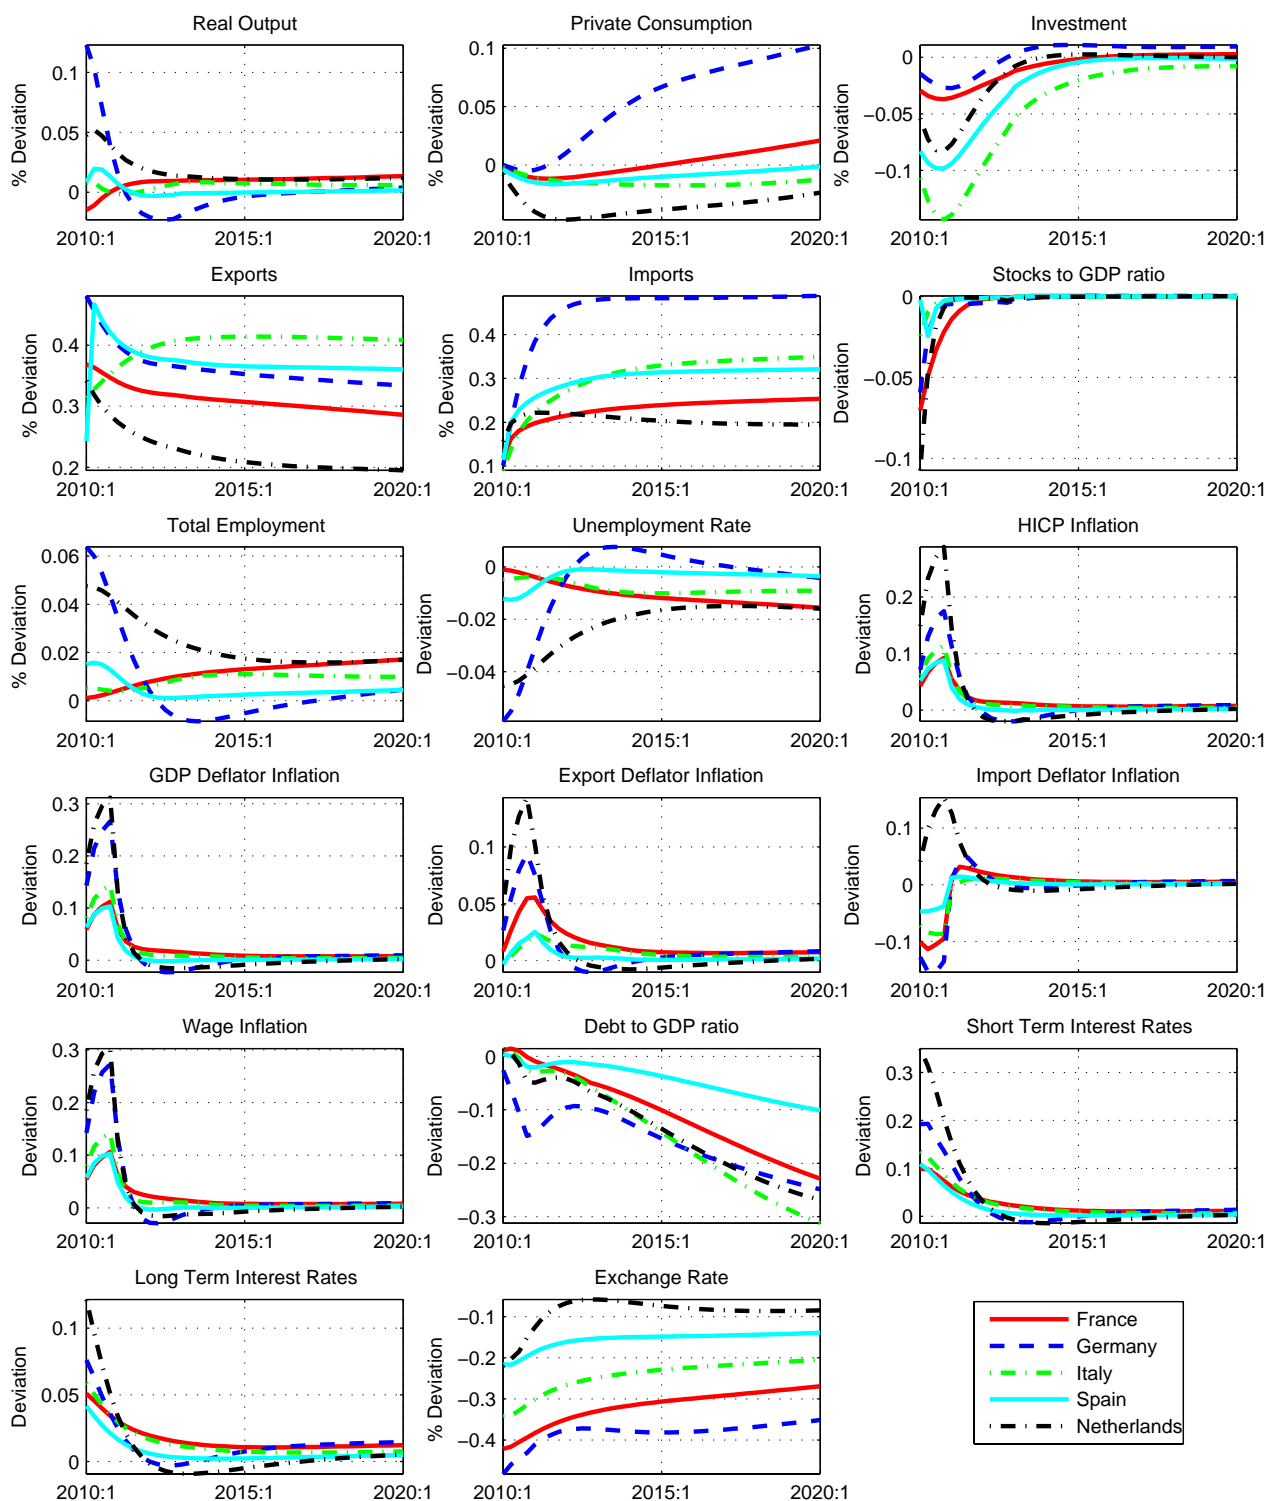 Real Output
Private Consumption
Investment
% Deviation
0.1
0.05
0
2010:1
2015:1
2020:1
% Deviation
0.1
0.05
0
2010:1
2015:1
2020:1
% Deviation
0
−0.05
−0.1
2010:1
2015:1
2020:1
Exports
Imports
Stocks to GDP ratio
% Deviation
0.4
0.3
0.2
2010:1
2015:1
2020:1
% Deviation
0.4
0.3
0.2
0.1
2010:1
2015:1
2020:1
Deviation
0
−0.05
−0.1
2010:1
2015:1
2020:1
Total Employment
Unemployment Rate
HICP Inflation
% Deviation
0.06
0.04
0.02
0
2010:1
2015:1
2020:1
Deviation
0
−0.02
−0.04
2010:1
2015:1
2020:1
Deviation
0.2
0.1
0
2010:1
2015:1
2020:1
GDP Deflator Inflation
Export Deflator Inflation
Import Deflator Inflation
Deviation
0.3
0.2
0.1
0
2010:1
2015:1
2020:1
Deviation
0.1
0.05
0
2010:1
2015:1
2020:1
Deviation
0.1
0
−0.1
2010:1
2015:1
2020:1
Wage Inflation
Debt to GDP ratio
Short Term Interest Rates
Deviation
0.3
0.2
0.1
0
2010:1
2015:1
2020:1
Deviation
0
−0.1
−0.2
−0.3
2010:1
2015:1
2020:1
Deviation
0.3
0.2
0.1
0
2010:1
2015:1
2020:1
Long Term Interest Rates
Exchange Rate
Deviation
0.1
0.05
0
2010:1
2015:1
2020:1
% Deviation
−0.1
−0.2
−0.3
−0.4
2010:1
2015:1
2020:1
France
Germany
Italy
Spain
Netherlands